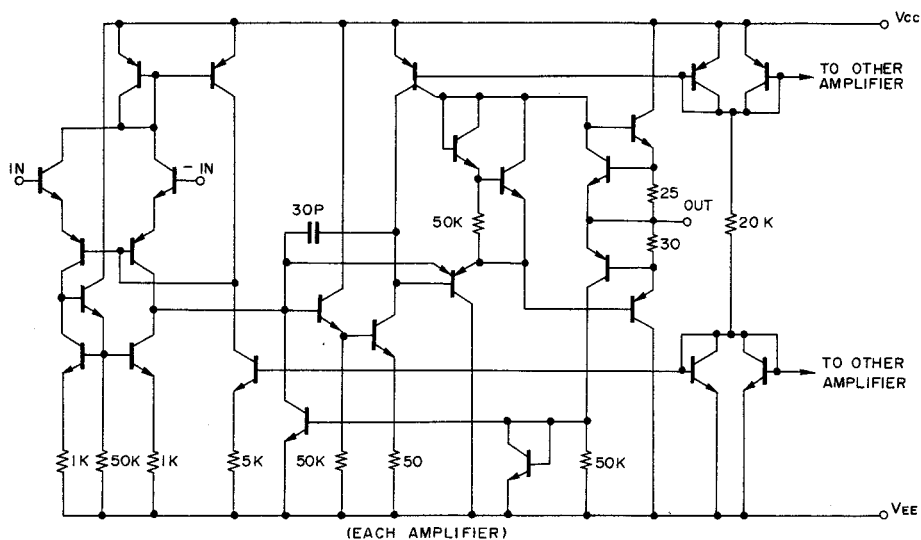 Vcc
TO OTHER
AMPLIFIER
IN
- IN
25
OUT
30P
50K
30
20K
TO OTHER
AMPLIFIER
1K
50K
1K
5K
50K
50
50K
VEE
(EACH AMPLIFIER)